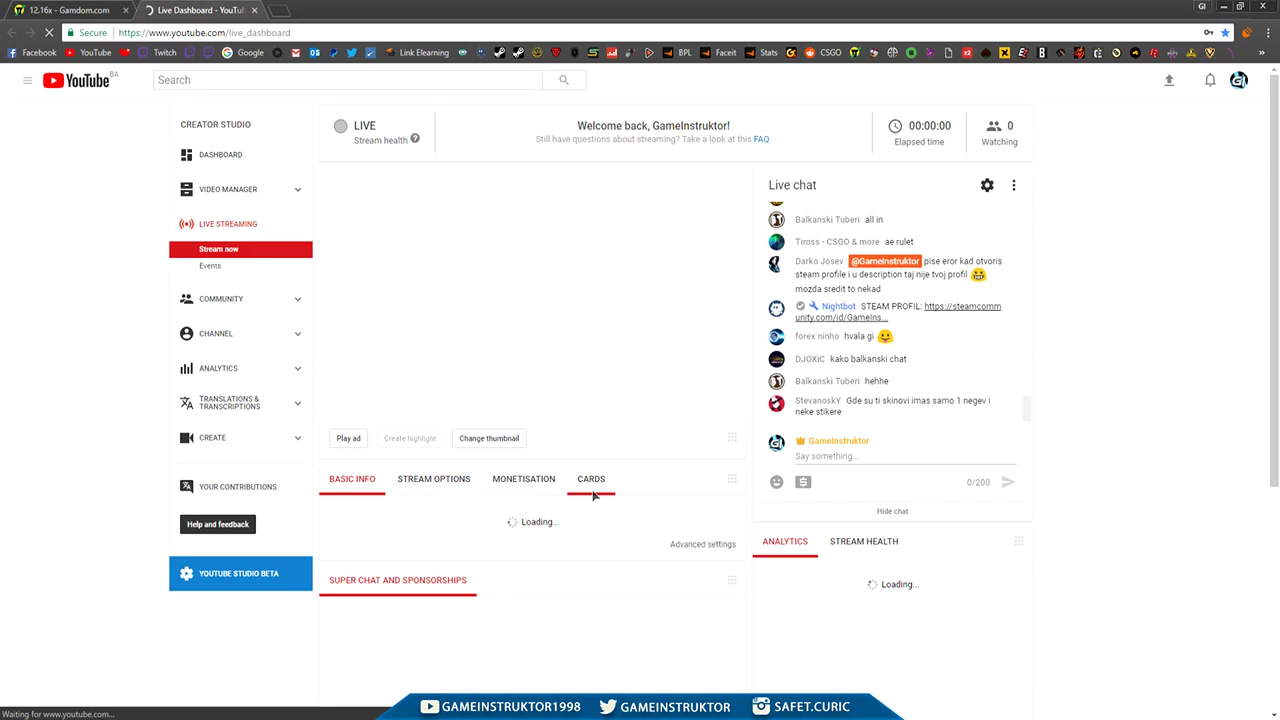 12.16x - Gamdom.com
Live Dashboard - YouTu
GI
Secure
https://www.youtube.com/live_dashboard
Facebook
YouTube
Twitch
Google
Link Elearning
BPL
Faceit
Stats
CSGO
YouTube BA
Search
CREATOR STUDIO
DASHBOARD
VIDEO MANAGER
LIVE STREAMING
Stream now
Events
COMMUNITY
CHANNEL
ANALYTICS
TRANSLATIONS &
TRANSCRIPTIONS
CREATE
YOUR CONTRIBUTIONS
Help and feedback
YOUTUBE STUDIO BETA
LIVE
Stream health ?
Welcome back, GameInstruktor!
Still have questions about streaming? Take a look at this FAQ.
00:00:00
Elapsed time
0
Watching
Play ad
Create highlight
Change thumbnail
BASIC INFO
STREAM OPTIONS
MONETISATION
CARDS
Loading...
Advanced settings
SUPER CHAT AND SPONSORSHIPS
Live chat
Balkanski Tuberi all in
Tiross - CSGO & more ae rulet
Darko Josev @GameInstruktor pise eror kad otvoris
steam profile i u description taj nije tvoj profil
mozda sredit to nekad
Nightbot STEAM PROFIL: https://steamcomm
unity.com/id/GameIns...
forex ninho hvala gi
DJOXiC kako balkanski chat
Balkanski Tuberi hehhe
StevanoskY Gde su ti skinovi imas samo 1 negev i
neke stikere
GameInstruktor
Say something...
0/200
Hide chat
ANALYTICS
STREAM HEALTH
Loading...
Waiting for www.youtube.com...
GAMEINSTRUKTOR1998
GAMEINSTRUKTOR
SAFET.CURIC